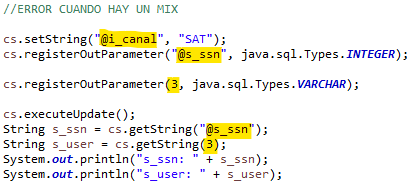 //ERROR CUANDO HAY UN MIX
cs.setString("@i_canal", "SAT");
cs.registerOutParameter("@s_ssn", java.sql.Types.INTEGER);
cs.registerOutParameter(3, java.sql.Types.VARCHAR);
cs.executeUpdate();
String s_ssn = cs.getString("@s_ssn");
String s_user = cs.getString(3);
System.out.println("s_ssn: " + s_ssn);
System.out.println("s_user: " + s_user);